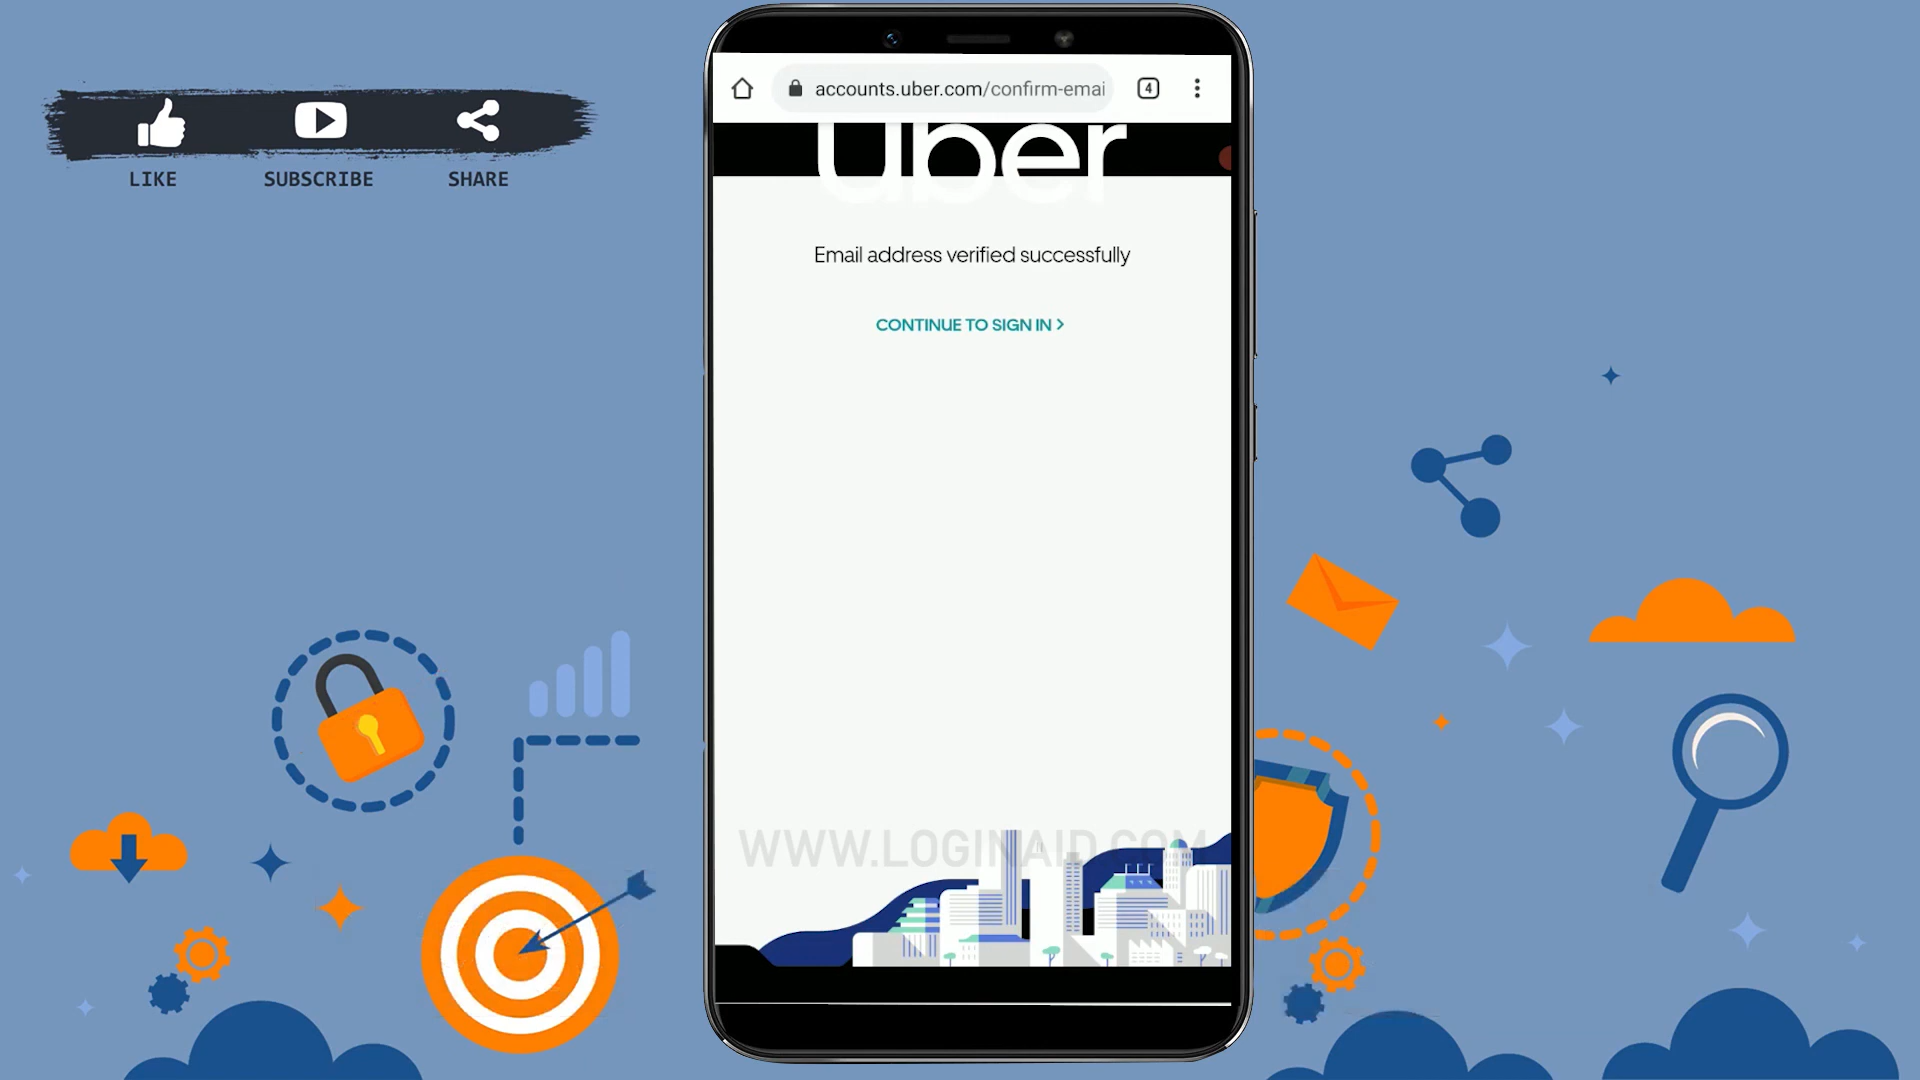 LIKE SUBSCRIBE SHARE
accounts.uber.com/confirm-emai
4
uber
Email address verified successfully
CONTINUE TO SIGN IN >
WWW.LOGINAID.COM